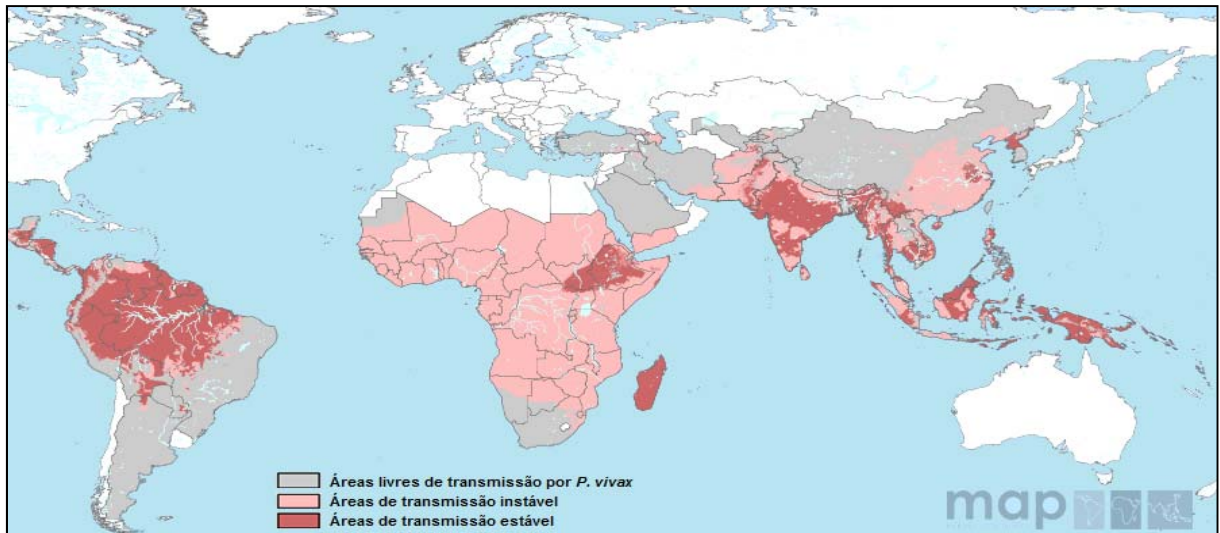 Áreas livres de transmissão por P. vivax
Áreas de transmissão instável
Áreas de transmissão estável
map